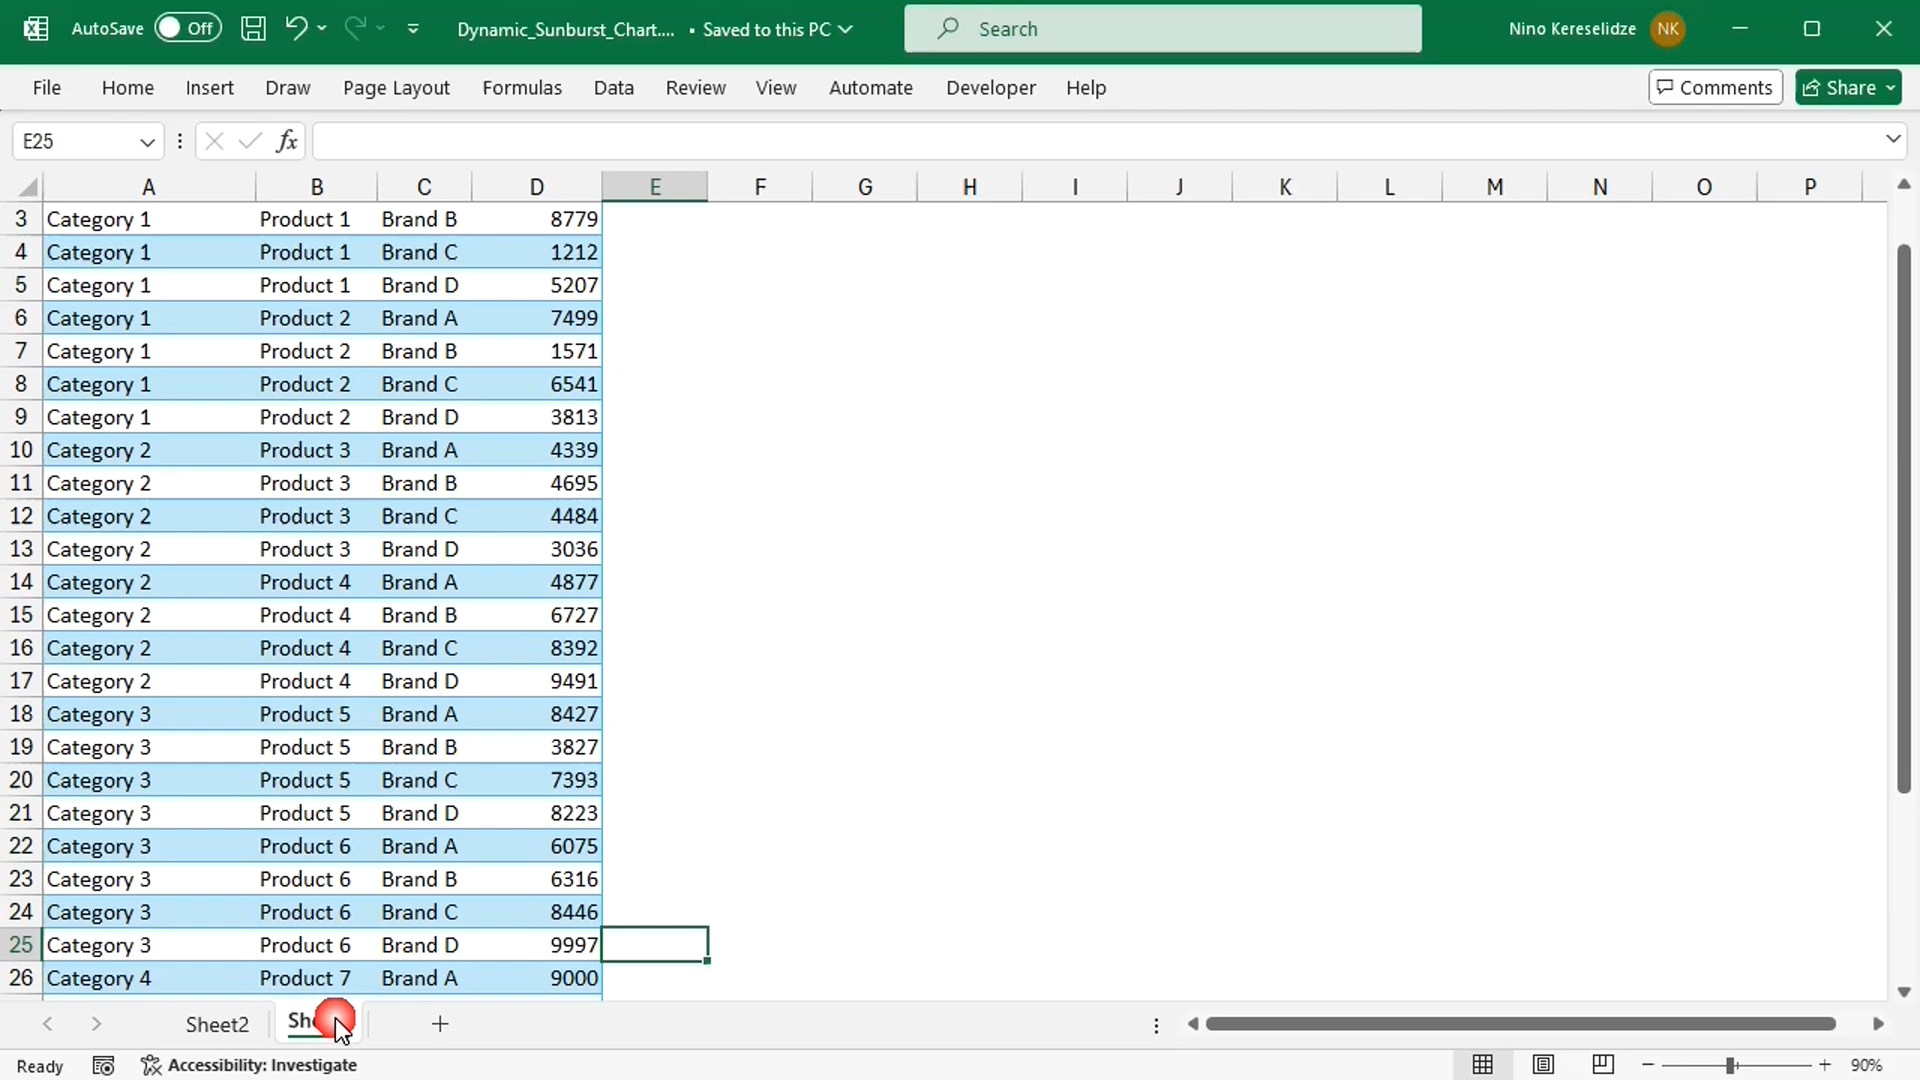 AutoSave Off Dynamic_Sunburst_Chart.... • Saved to this PC Search Nino Kereselidze NK
File Home Insert Draw Page Layout Formulas Data Review View Automate Developer Help Comments Share
E25 fx
A B C D E F G H I J K L M N O P
3 Category 1 Product 1 Brand B 8779
4 Category 1 Product 1 Brand C 1212
5 Category 1 Product 1 Brand D 5207
6 Category 1 Product 2 Brand A 7499
7 Category 1 Product 2 Brand B 1571
8 Category 1 Product 2 Brand C 6541
9 Category 1 Product 2 Brand D 3813
10 Category 2 Product 3 Brand A 4339
11 Category 2 Product 3 Brand B 4695
12 Category 2 Product 3 Brand C 4484
13 Category 2 Product 3 Brand D 3036
14 Category 2 Product 4 Brand A 4877
15 Category 2 Product 4 Brand B 6727
16 Category 2 Product 4 Brand C 8392
17 Category 2 Product 4 Brand D 9491
18 Category 3 Product 5 Brand A 8427
19 Category 3 Product 5 Brand B 3827
20 Category 3 Product 5 Brand C 7393
21 Category 3 Product 5 Brand D 8223
22 Category 3 Product 6 Brand A 6075
23 Category 3 Product 6 Brand B 6316
24 Category 3 Product 6 Brand C 8446
25 Category 3 Product 6 Brand D 9997
26 Category 4 Product 7 Brand A 9000
Sheet2
Ready Accessibility: Investigate 90%